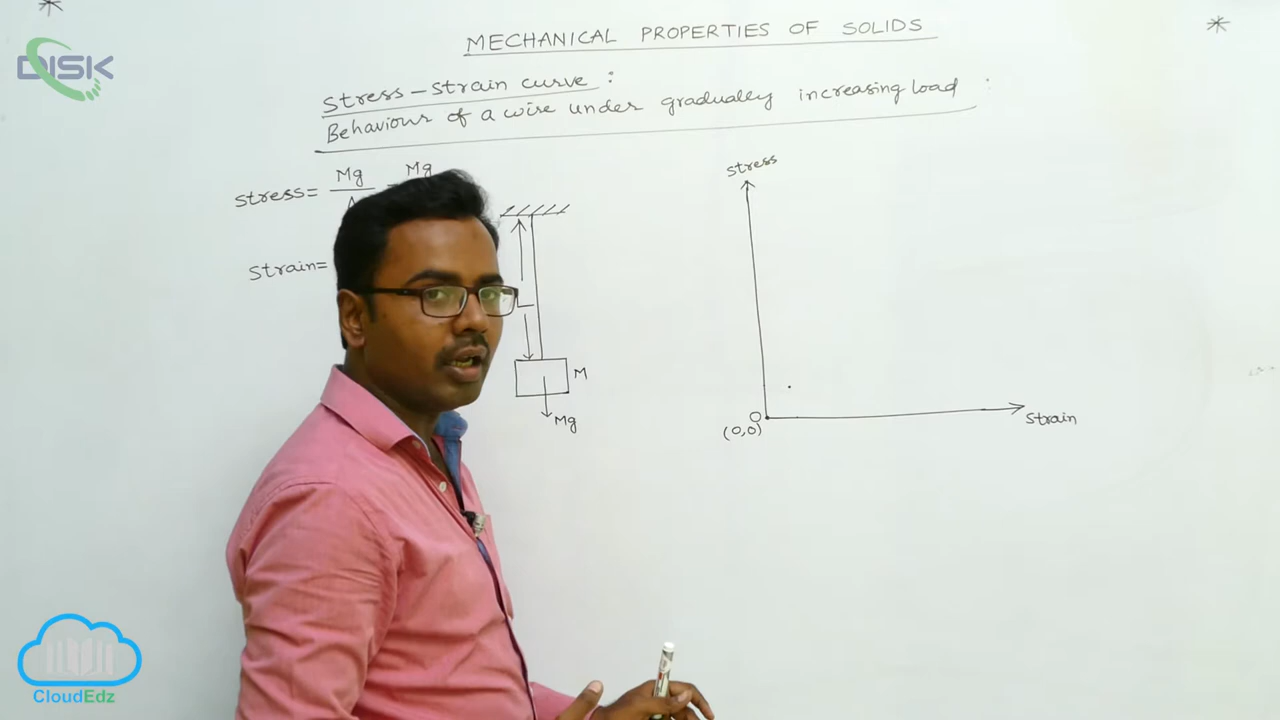 DISK
MECHANICAL PROPERTIES OF SOLIDS
Stress - Strain curve :
Behaviour of a wire under gradually increasing load :
Stress = Mg Mg
Strain =
L
M
Mg
Stress
O
(0,0)
Strain
CloudEdz